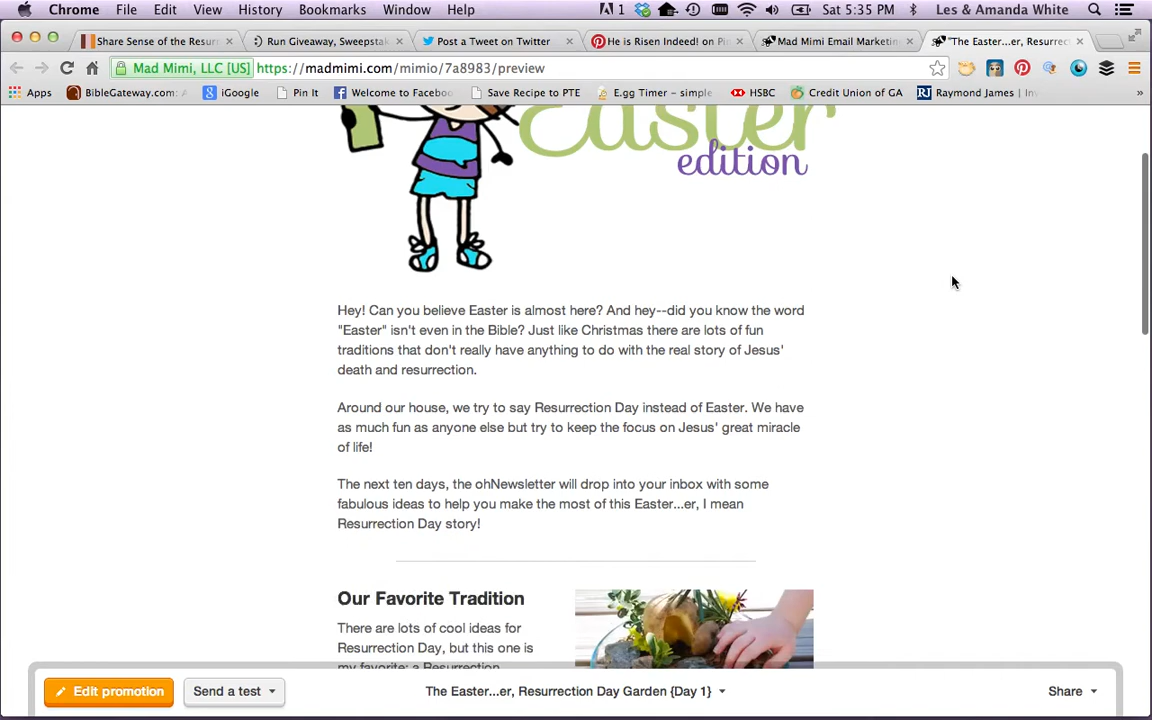 Chrome File Edit View History Bookmarks Window Help 1 Sat 5:35 PM Les & Amanda White
Share Sense of the Resur × Run Giveaway, Sweepstak × Post a Tweet on Twitter × He is Risen Indeed! on Pi × Mad Mimi Email Marketin × "The Easter...er, Resurrec ×
Mad Mimi, LLC [US] https://madmimi.com/mimio/7a8983/preview
Apps BibleGateway.com: A iGoogle Pin It Welcome to Faceboo Save Recipe to PTE E.gg Timer – simple HSBC Credit Union of GA RJ Raymond James | Inv »
Easter
edition
Hey! Can you believe Easter is almost here? And hey--did you know the word
"Easter" isn't even in the Bible? Just like Christmas there are lots of fun
traditions that don't really have anything to do with the real story of Jesus'
death and resurrection.
Around our house, we try to say Resurrection Day instead of Easter. We have
as much fun as anyone else but try to keep the focus on Jesus' great miracle
of life!
The next ten days, the ohNewsletter will drop into your inbox with some
fabulous ideas to help you make the most of this Easter...er, I mean
Resurrection Day story!
Our Favorite Tradition
There are lots of cool ideas for
Resurrection Day, but this one is
my favorite: a Resurrection
Edit promotion Send a test The Easter...er, Resurrection Day Garden {Day 1} Share